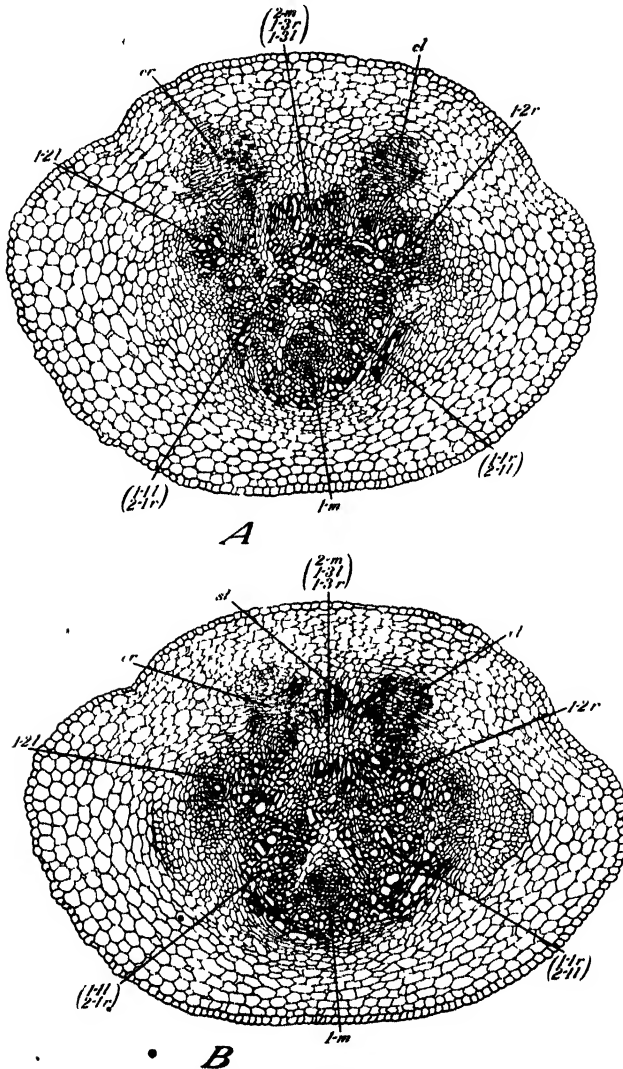 (2-m
1-3r
1-3l)
cr
cl
1-2l
1-2r
(1-1l
2-1r)
(1-1r
2-1l)
1-m
A
(2-m
1-3l
1-3r)
st
cr
cl
1-2l
1-2r
(1-1l
2-1r)
(1-1r
2-1l)
1-m
B